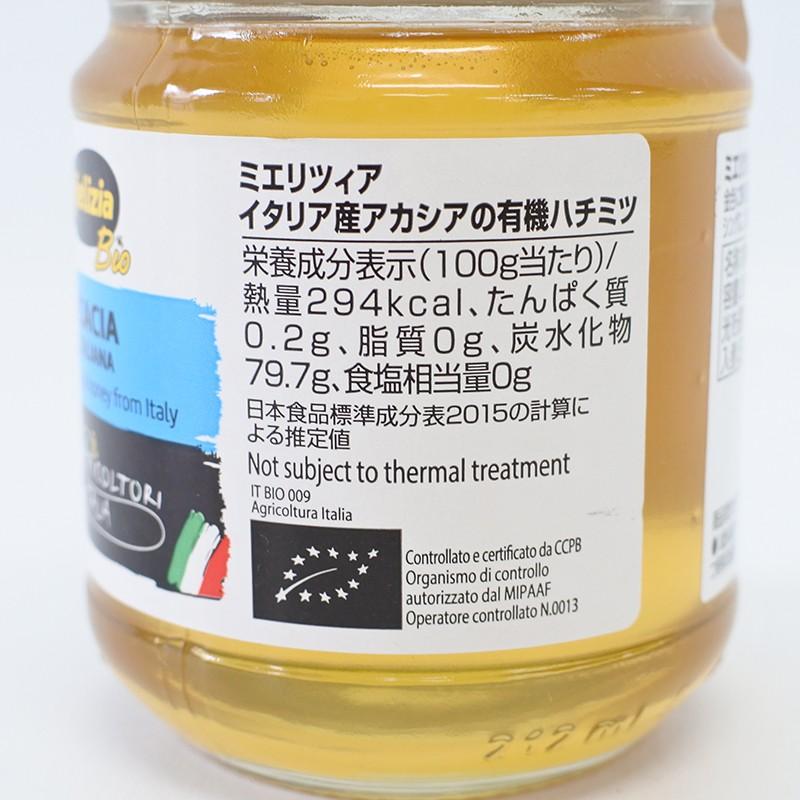 Bio
ITALIANA
Honey from Italy
ミエリツィア
イタリア産アカシアの有機ハチミツ
栄養成分表示(100g当たり)/
熱量294kcal、たんぱく質
0.2g、脂質0g、炭水化物
79.7g、食塩相当量0g
日本食品標準成分表2015の計算に
よる推定値
Not subject to thermal treatment
IT BIO 009
Agricoltura Italia
Controllato e certificato da CCPB
Organismo di controllo
autorizzato dal MIPAAF
Operatore controllato N.0013
212 ml